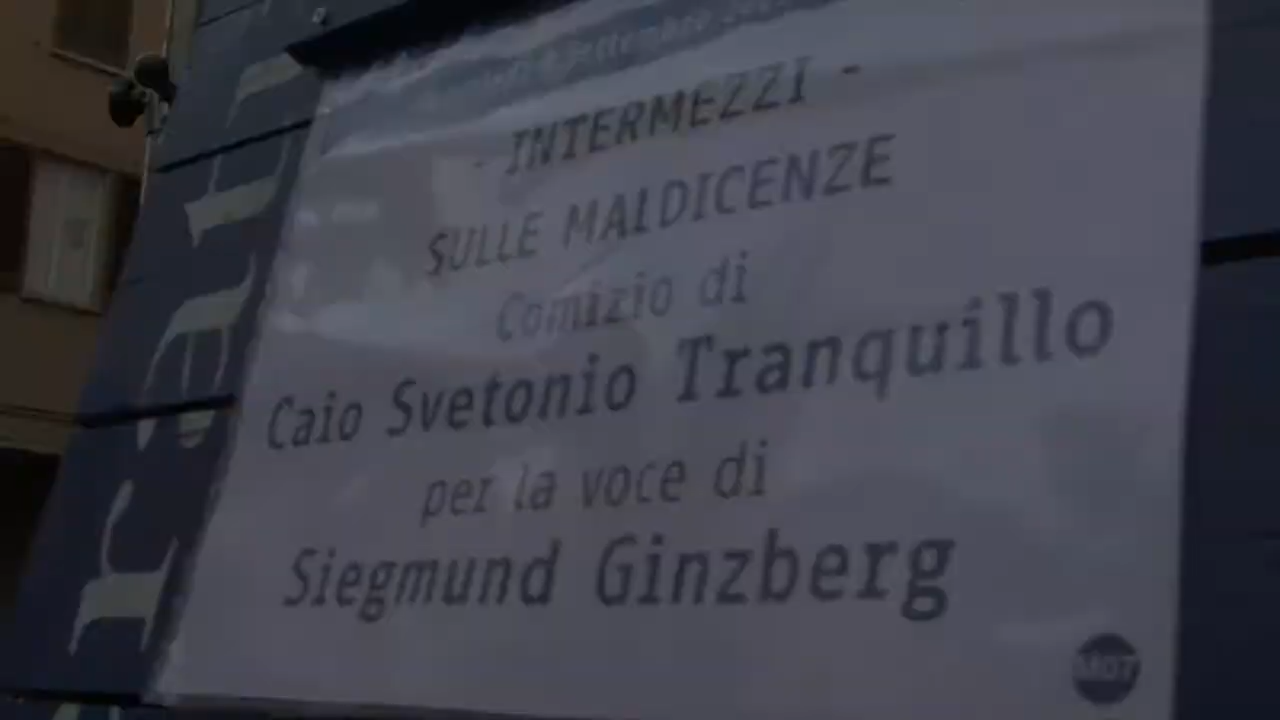 - INTERMEZZI -
SULLE MALDICENZE
Comizio di
Caio Svetonio Tranquillo
per la voce di
Siegmund Ginzberg